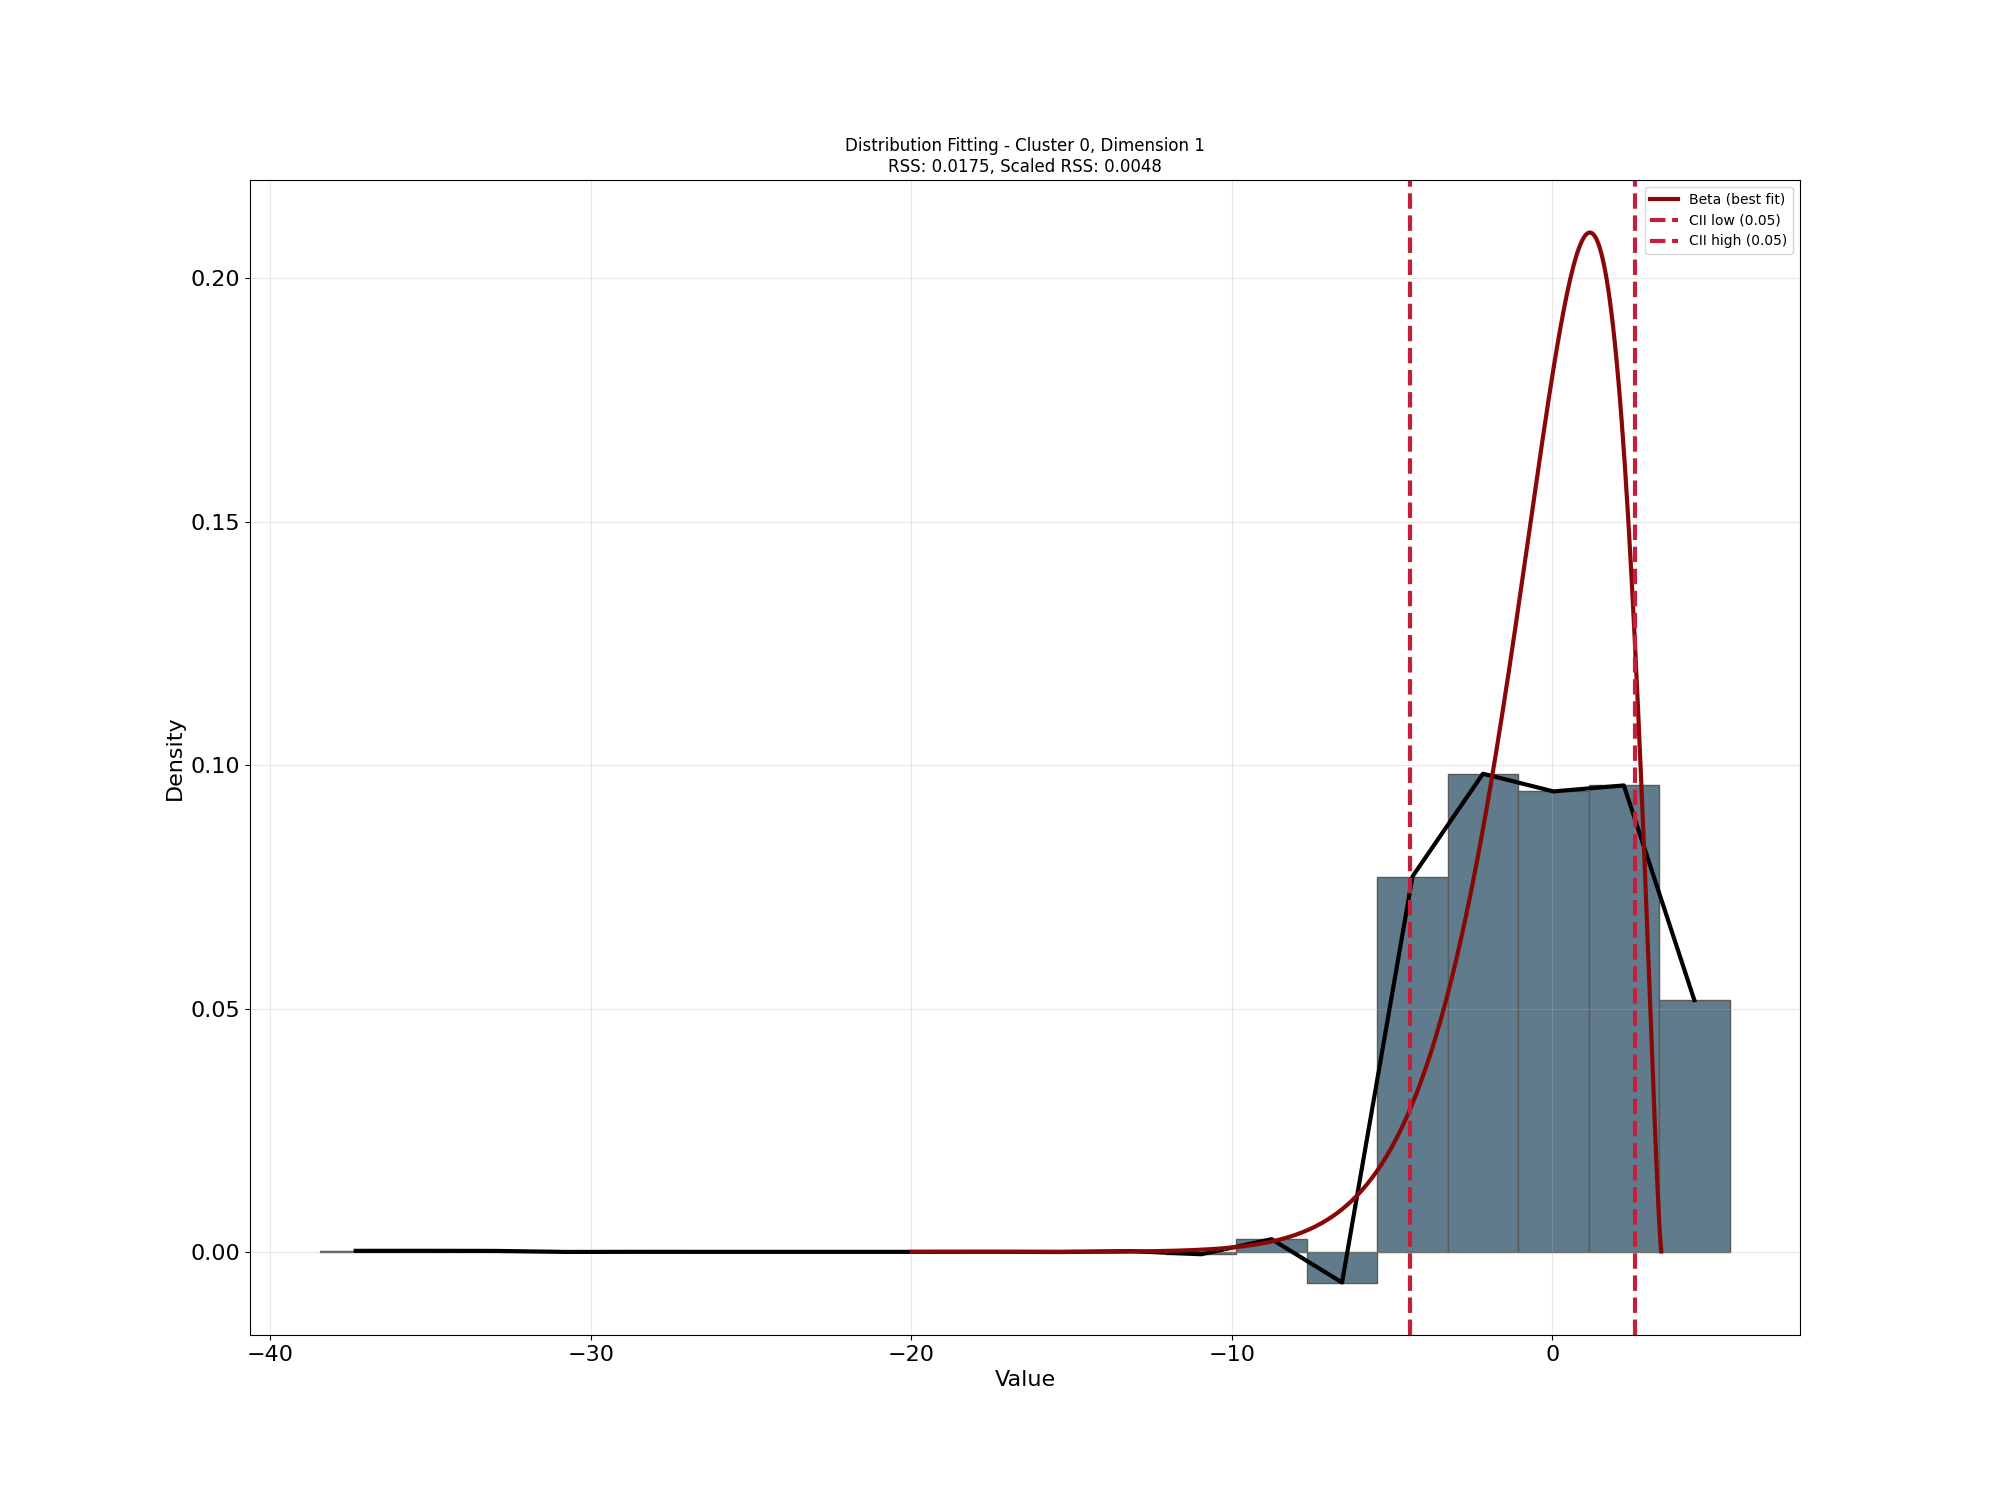 Distribution Fitting - Cluster 0, Dimension 1
RSS: 0.0175, Scaled RSS: 0.0048
Beta (best fit)
CII low (0.05)
CII high (0.05)
0.20
0.15
0.10
0.05
0.00
Density
−40
−30
−20
−10
0
Value